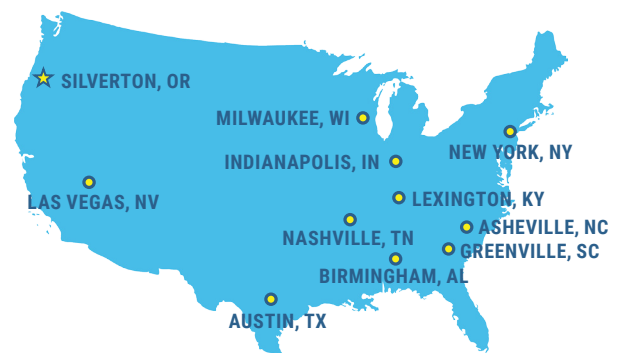 SILVERTON, OR
MILWAUKEE, WI
NEW YORK, NY
INDIANAPOLIS, IN
LAS VEGAS, NV
LEXINGTON, KY
ASHEVILLE, NC
NASHVILLE, TN
GREENVILLE, SC
BIRMINGHAM, AL
AUSTIN, TX